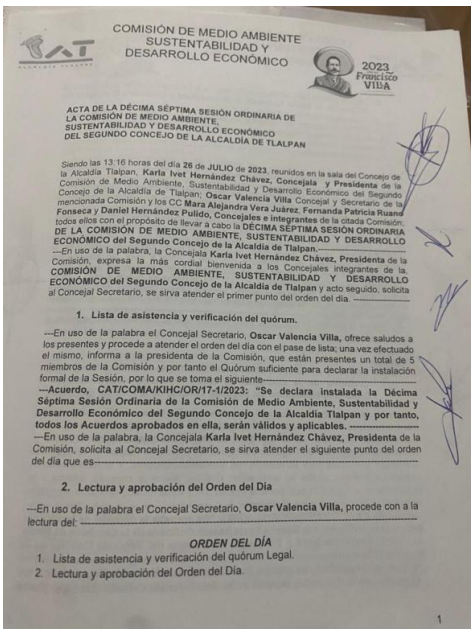 COMISIÓN DE MEDIO AMBIENTE
SUSTENTABILIDAD Y
DESARROLLO ECONÓMICO
2023
Francisco
VILLA
ACTA DE LA DÉCIMA SÉPTIMA SESIÓN ORDINARIA DE
LA COMISIÓN DE MEDIO AMBIENTE,
SUSTENTABILIDAD Y DESARROLLO ECONÓMICO
DEL SEGUNDO CONCEJO DE LA ALCALDÍA DE TLALPAN
Siendo las 13:16 horas del día 26 de JULIO de 2023, reunidos en la sala del Concejo de
la Alcaldía Tlalpan, Karla Ivet Hernández Chávez, Concejala y Presidenta de la
Comisión de Medio Ambiente, Sustentabilidad y Desarrollo Económico del Segundo
Concejo de la Alcaldía de Tlalpan; Oscar Valencia Villa Concejal y Secretario de la
mencionada Comisión y los CC Mara Alejandra Vera Juárez, Fernanda Patricia Ruano
Fonseca y Daniel Hernández Pulido, Concejales e integrantes de la citada Comisión;
todos ellos con el propósito de llevar a cabo la DÉCIMA SÉPTIMA SESIÓN ORDINARIA
DE LA COMISIÓN DE MEDIO AMBIENTE, SUSTENTABILIDAD Y DESARROLLO
ECONÓMICO del Segundo Concejo de la Alcaldía de Tlalpan.
---En uso de la palabra, la Concejala Karla Ivet Hernández Chávez, Presidenta de la
Comisión, expresa la más cordial bienvenida a los Concejales integrantes de la,
COMISIÓN DE MEDIO AMBIENTE, SUSTENTABILIDAD Y DESARROLLO
ECONÓMICO del Segundo Concejo de la Alcaldía de Tlalpan y acto seguido, solicita
al Concejal Secretario, se sirva atender el primer punto del orden del día.
1. Lista de asistencia y verificación del quórum.
---En uso de la palabra el Concejal Secretario, Oscar Valencia Villa, ofrece saludos a
los presentes y procede a atender el orden del día con el pase de lista; una vez efectuado
el mismo, informa a la presidenta de la Comisión, que están presentes un total de 5
miembros de la Comisión y por tanto el Quórum suficiente para declarar la instalación
formal de la Sesión, por lo que se toma el siguiente---
---Acuerdo, CAT/COMA/KIHC/OR/17-1/2023: "Se declara instalada la Décima
Séptima Sesión Ordinaria de la Comisión de Medio Ambiente, Sustentabilidad y
Desarrollo Económico del Segundo Concejo de la Alcaldía Tlalpan y por tanto,
todos los Acuerdos aprobados en ella, serán válidos y aplicables. ---
---En uso de la palabra, la Concejala Karla Ivet Hernández Chávez, Presidenta de la
Comisión, solicita al Concejal Secretario, se sirva atender el siguiente punto del orden
del día que es---
2. Lectura y aprobación del Orden del Día
---En uso de la palabra el Concejal Secretario, Oscar Valencia Villa, procede con a la
lectura del: ---
ORDEN DEL DÍA
1. Lista de asistencia y verificación del quórum Legal.
2. Lectura y aprobación del Orden del Día.
1